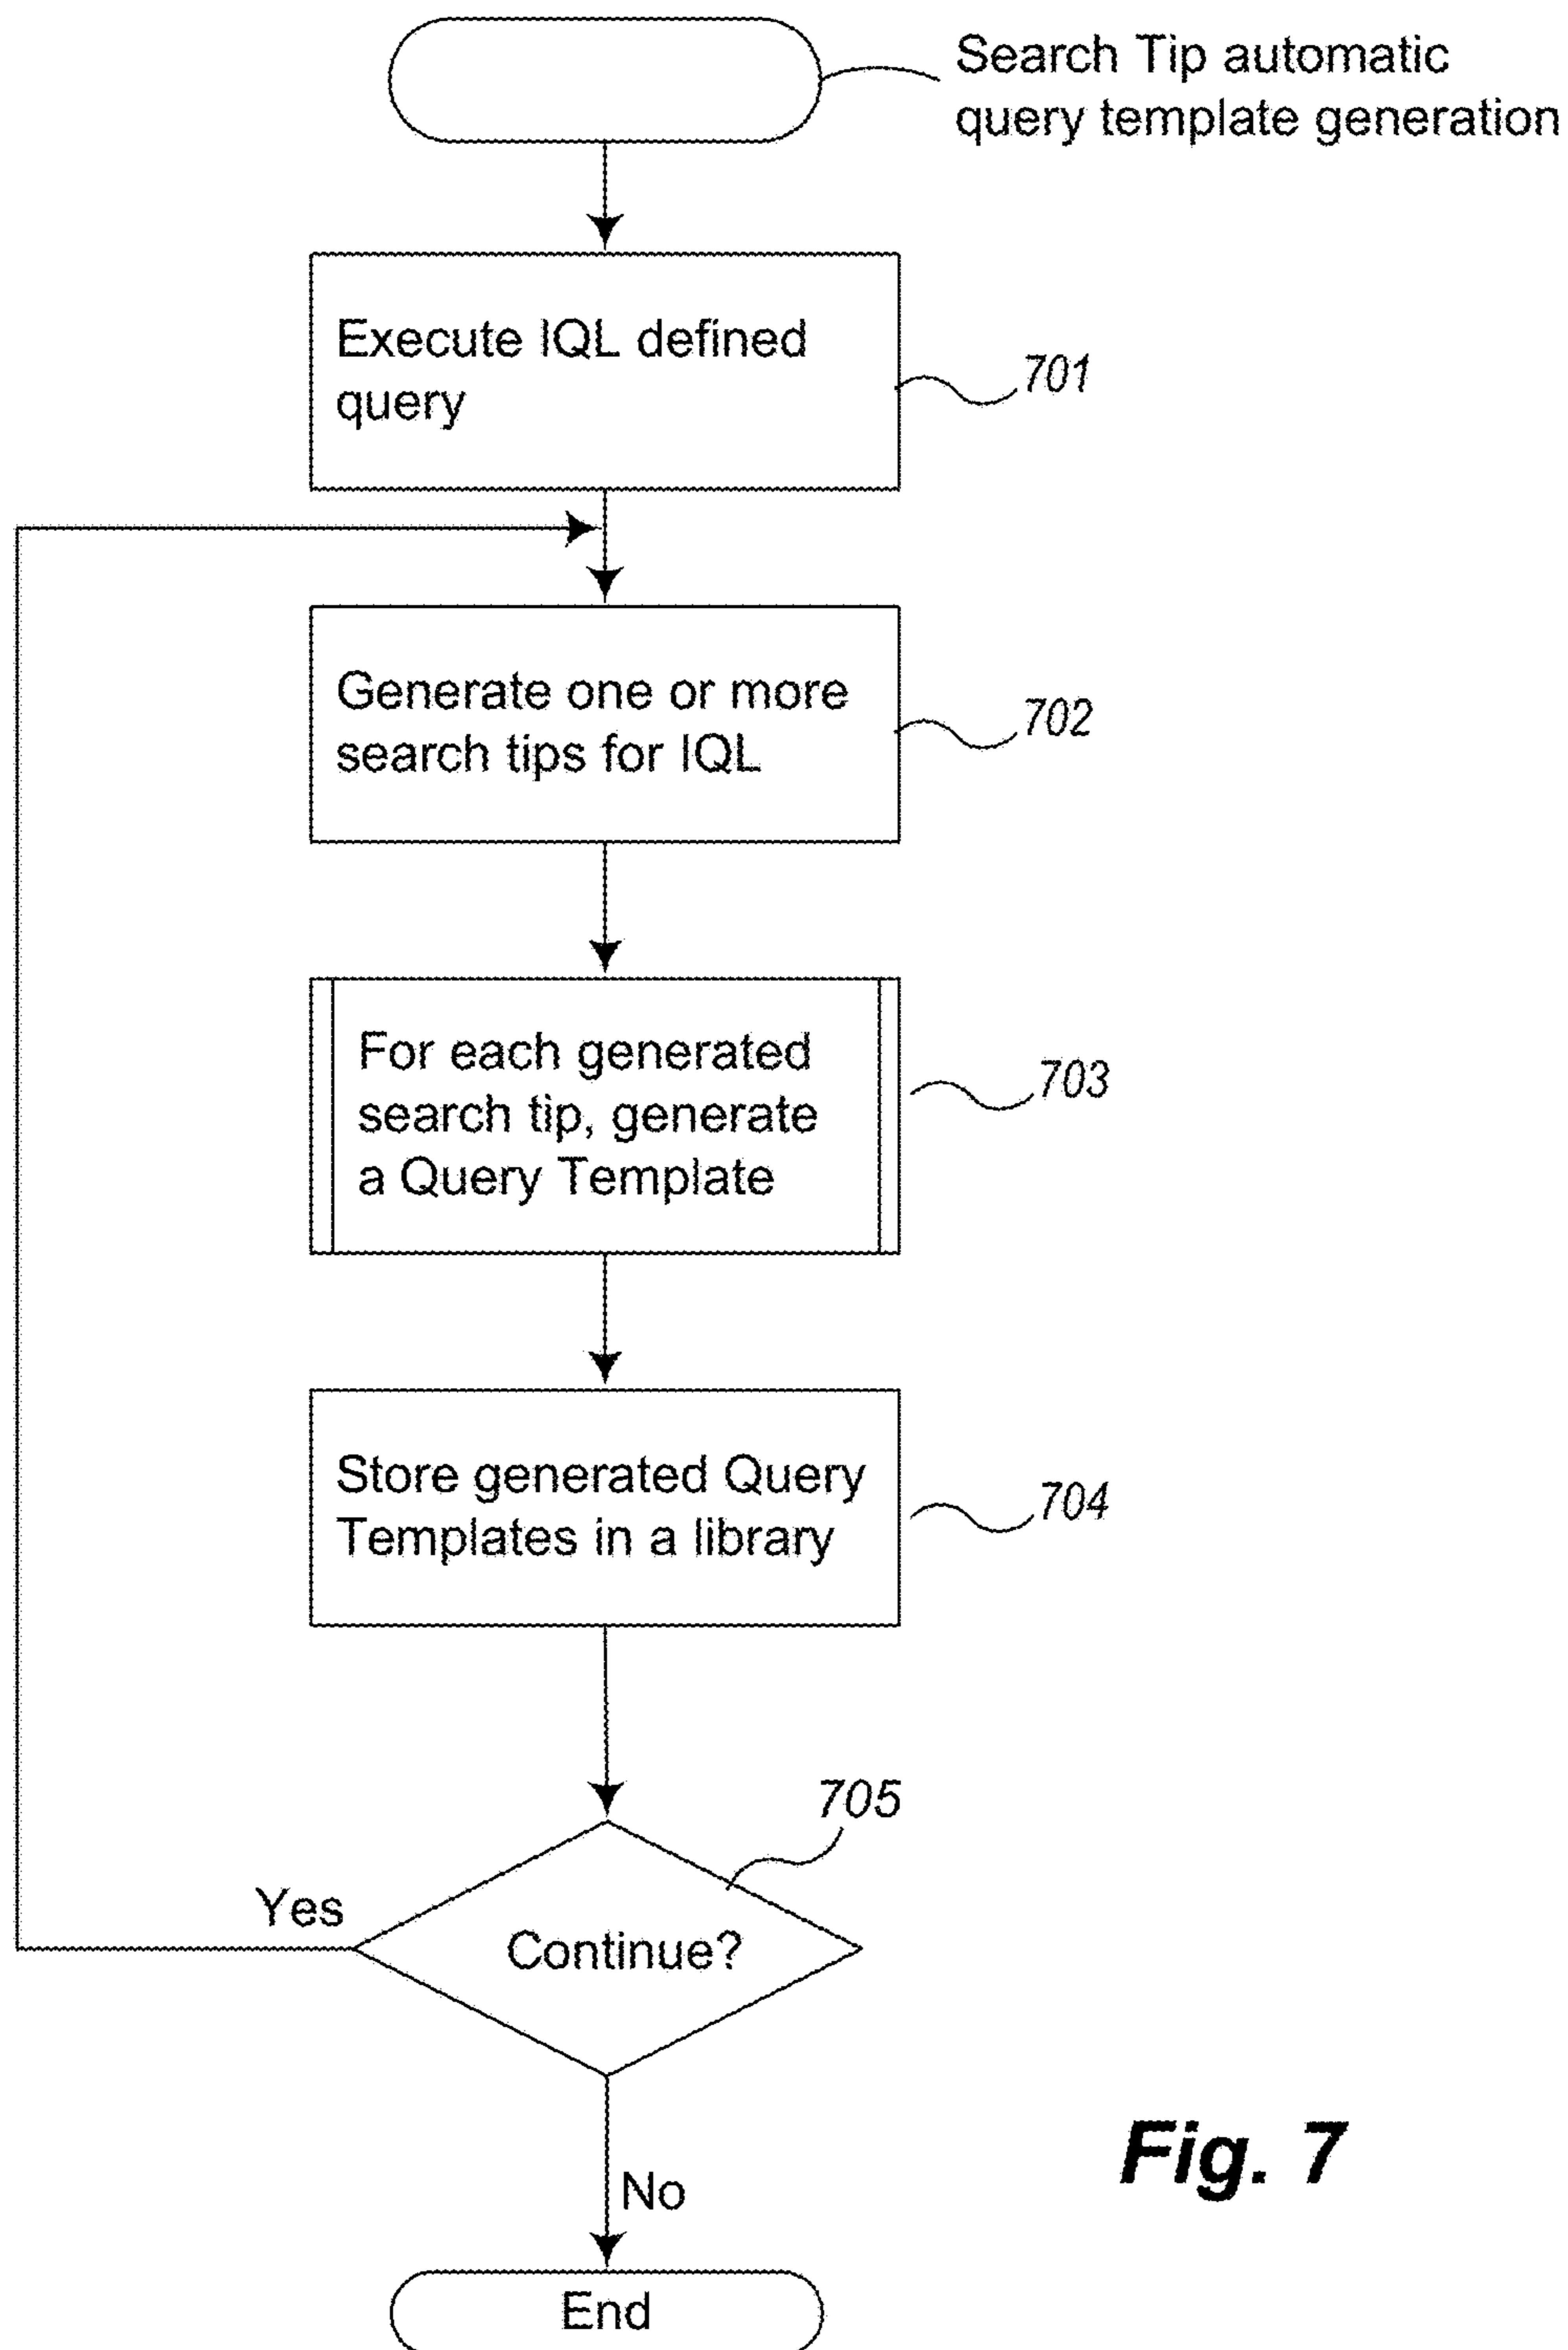 Search Tip automatic
query template generation
Execute IQL defined
query
701
Generate one or more
search tips for IQL
702
For each generated
search tip, generate
a Query Template
703
Store generated Query
Templates in a library
704
705
Yes
Continue?
No
Fig. 7
End